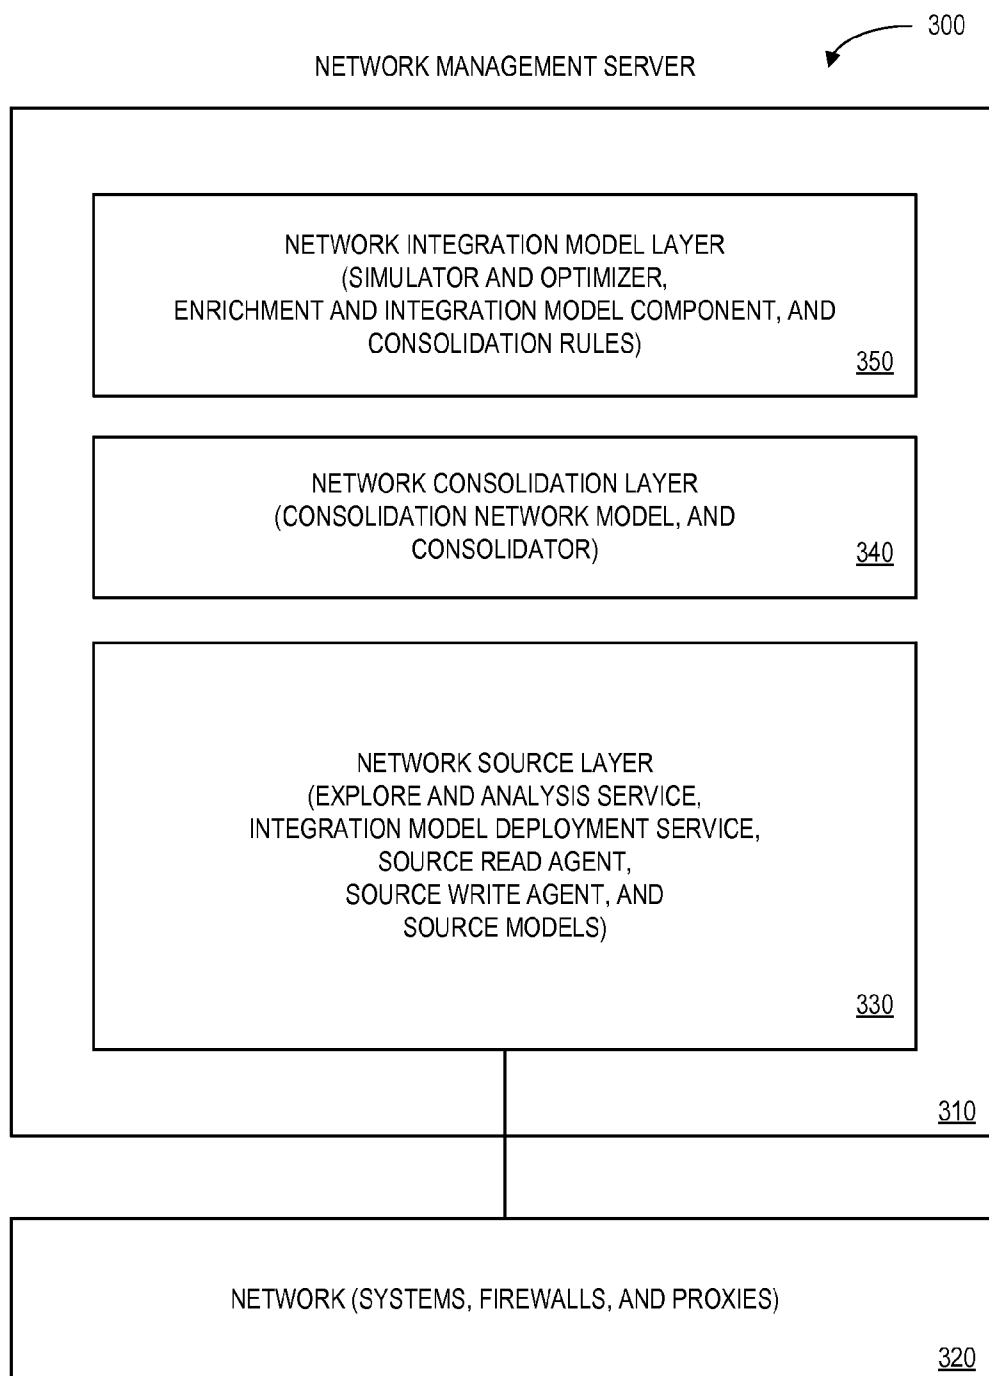 300
NETWORK MANAGEMENT SERVER
NETWORK INTEGRATION MODEL LAYER
(SIMULATOR AND OPTIMIZER,
ENRICHMENT AND INTEGRATION MODEL COMPONENT, AND
CONSOLIDATION RULES)
350
NETWORK CONSOLIDATION LAYER
(CONSOLIDATION NETWORK MODEL, AND
CONSOLIDATOR)
340
NETWORK SOURCE LAYER
(EXPLORE AND ANALYSIS SERVICE,
INTEGRATION MODEL DEPLOYMENT SERVICE,
SOURCE READ AGENT,
SOURCE WRITE AGENT, AND
SOURCE MODELS)
330
310
NETWORK (SYSTEMS, FIREWALLS, AND PROXIES)
320